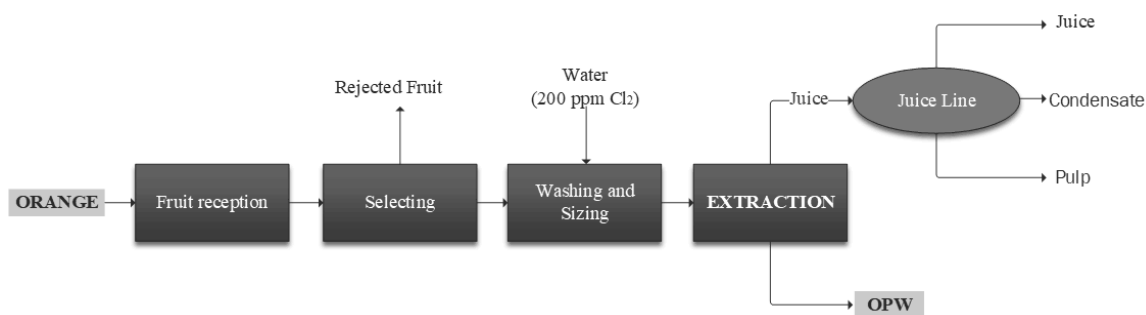 Juice
Water
(200 ppm Cl2)
Rejected Fruit
Juice
Juice Line
Condensate
ORANGE
Fruit reception
Selecting
Washing and
Sizing
EXTRACTION
Pulp
OPW